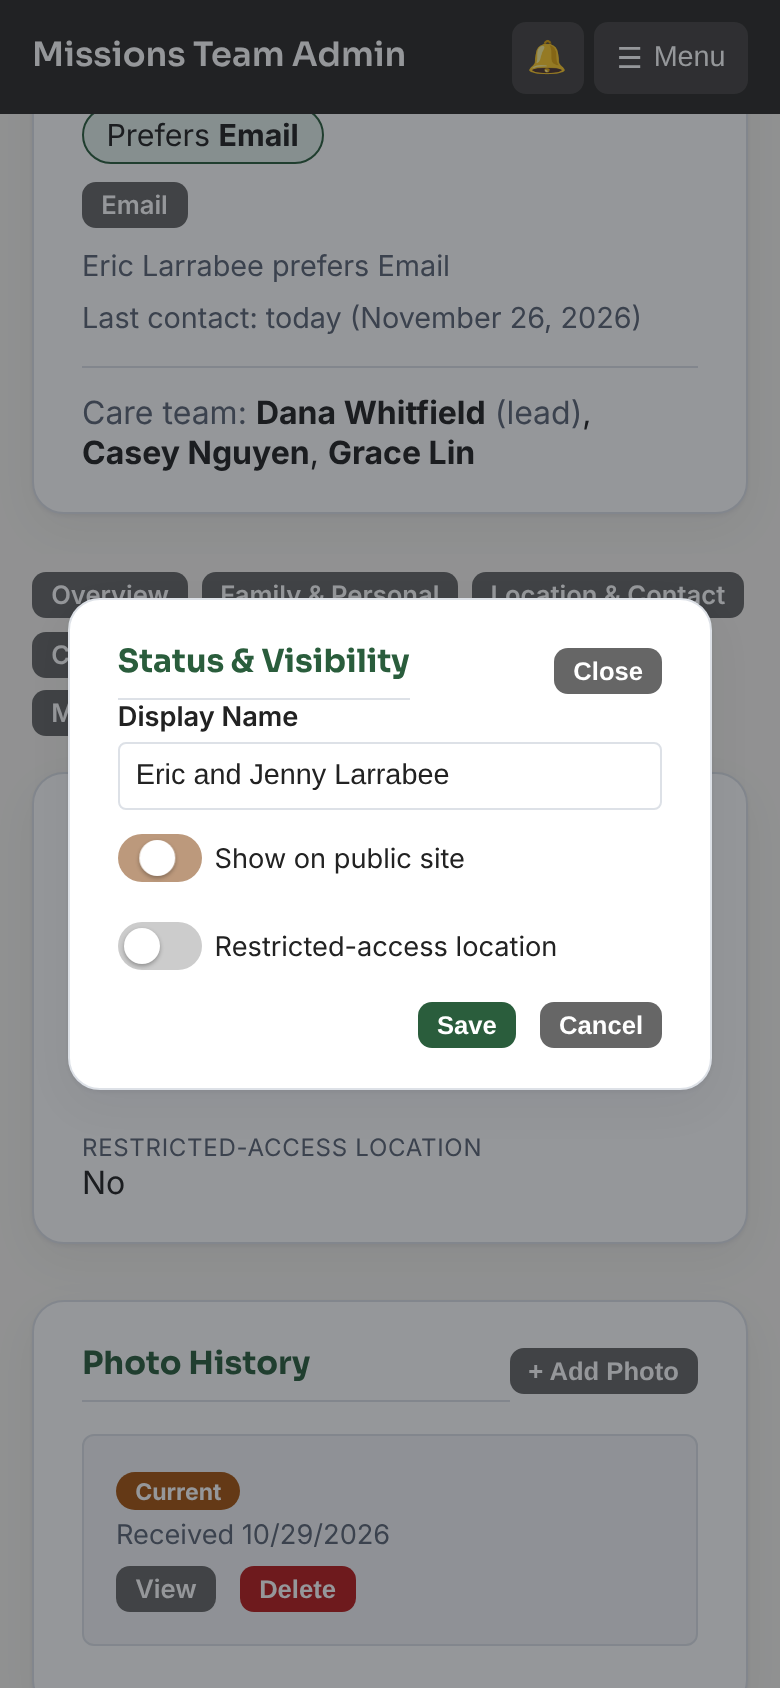 Missions Team Admin
☰ Menu
Prefers Email
Email
Eric Larrabee prefers Email
Last contact: today (November 26, 2026)
Care team: Dana Whitfield (lead),
Casey Nguyen, Grace Lin
Overview
Family & Personal
Location & Contact
Status & Visibility
Close
Display Name
Eric and Jenny Larrabee
Show on public site
Restricted-access location
Save
Cancel
RESTRICTED-ACCESS LOCATION
No
Photo History
+ Add Photo
Current
Received 10/29/2026
View
Delete